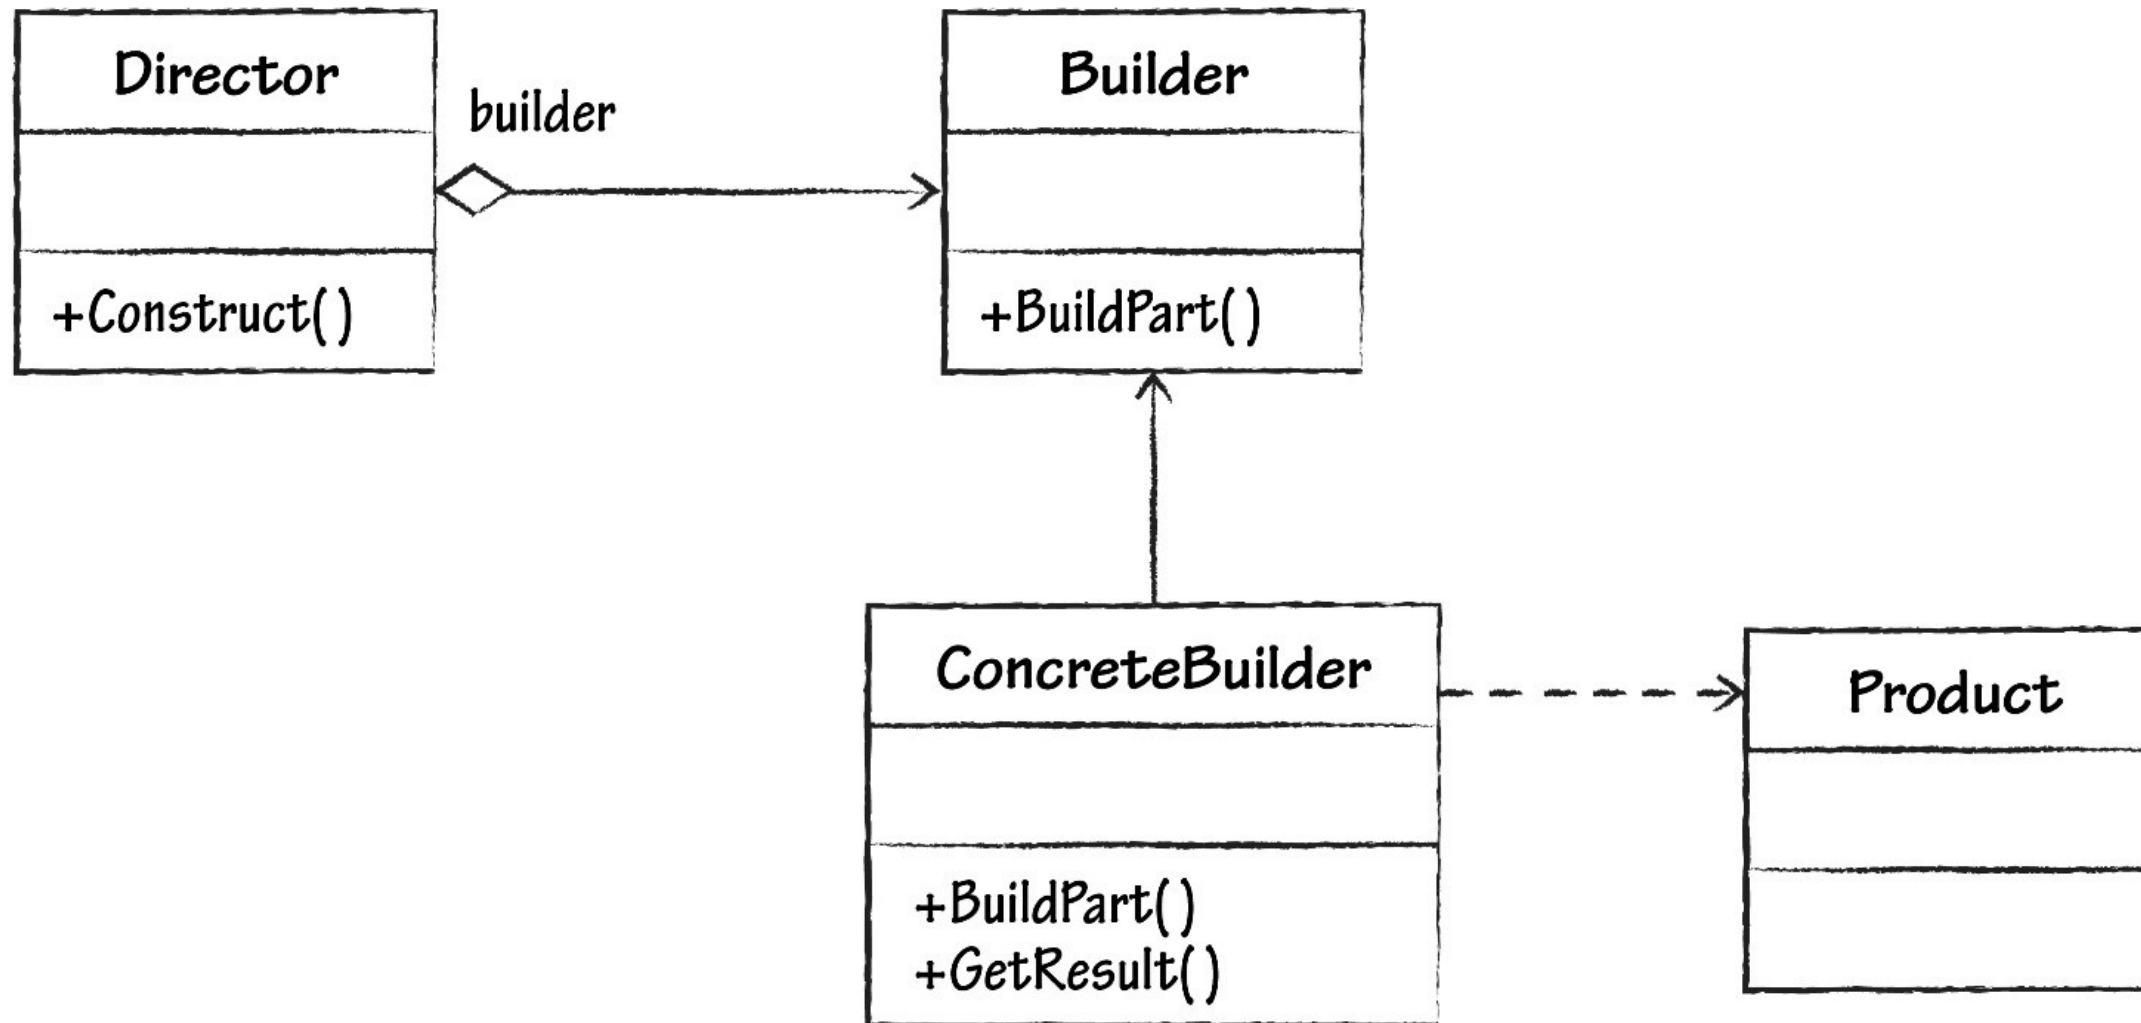 Director
builder
Builder
+Construct()
+BuildPart()
ConcreteBuilder
Product
+BuildPart()
+GetResult()